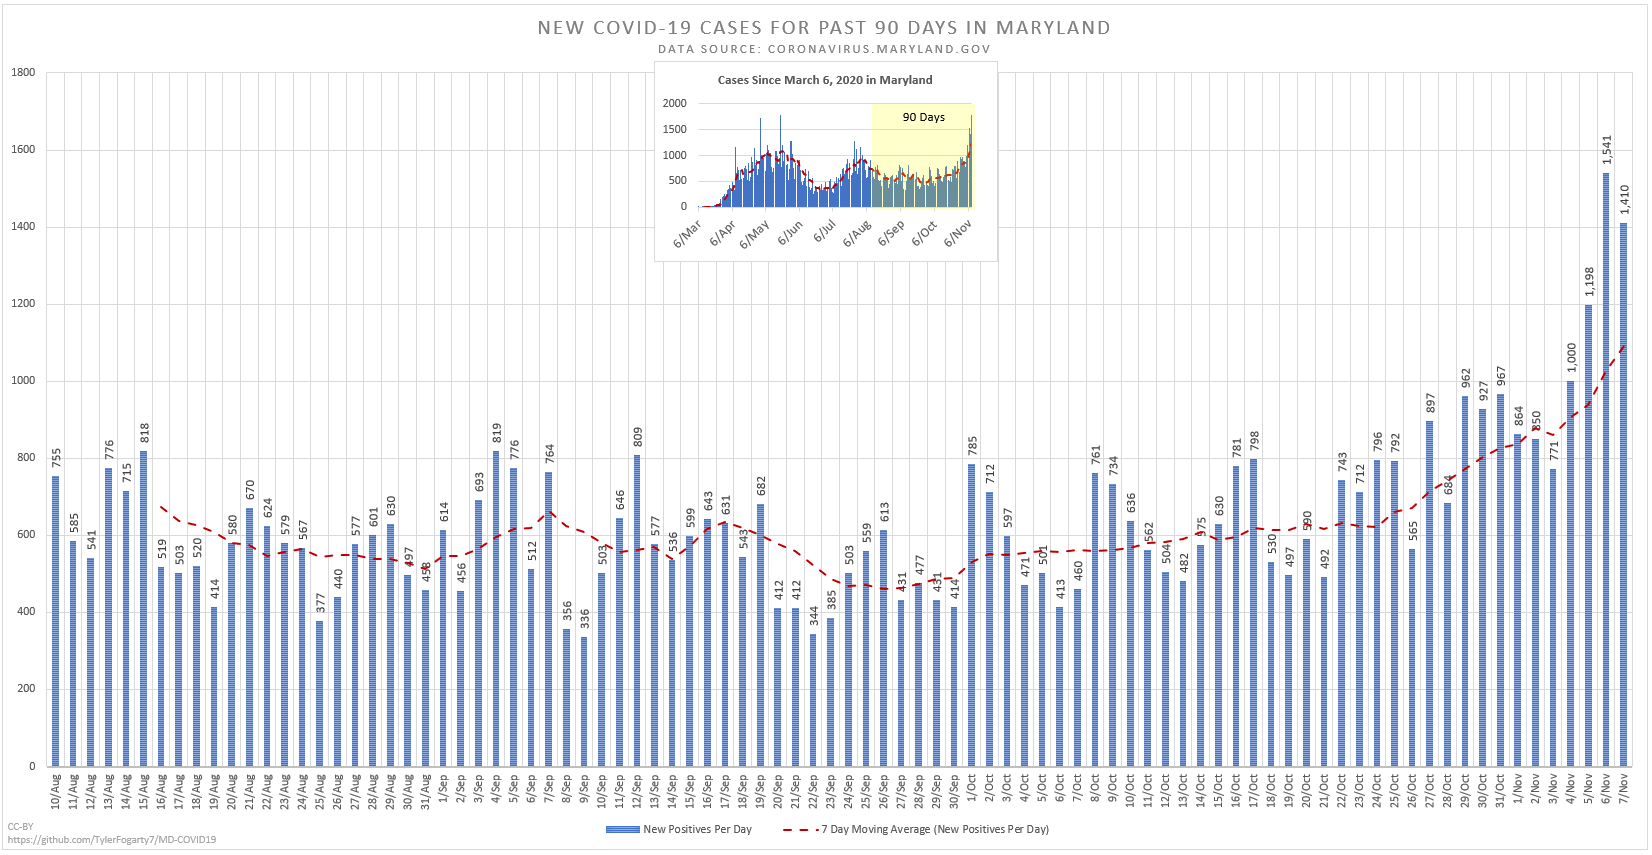 NEW COVID-19 CASES FOR PAST 90 DAYS IN MARYLAND
DATA SOURCE: CORONAVIRUS.MARYLAND.GOV
Cases Since March 6, 2020 in Maryland
90 Days
2000
1500
1000
500
0
6/Mar 6/Apr 6/May 6/Jun 6/Jul 6/Aug 6/Sep 6/Oct 6/Nov
1800
1600
1400
1200
1000
800
600
400
200
0
755 585 541 776 715 818 519 503 520 414 580 670 624 579 567 377 440 577 601 630 497 458 614 456 693 819 776 512 764 356 336 503 646 809 577 536 599 643 631 543 682 412 412 344 385 503 559 613 431 477 431 414 785 712 597 471 501 413 460 761 734 636 562 504 482 575 630 781 798 530 497 590 492 743 712 796 792 565 897 684 962 927 967 864 850 771 1,000 1,198 1,541 1,410
10/Aug 11/Aug 12/Aug 13/Aug 14/Aug 15/Aug 16/Aug 17/Aug 18/Aug 19/Aug 20/Aug 21/Aug 22/Aug 23/Aug 24/Aug 25/Aug 26/Aug 27/Aug 28/Aug 29/Aug 30/Aug 31/Aug 1/Sep 2/Sep 3/Sep 4/Sep 5/Sep 6/Sep 7/Sep 8/Sep 9/Sep 10/Sep 11/Sep 12/Sep 13/Sep 14/Sep 15/Sep 16/Sep 17/Sep 18/Sep 19/Sep 20/Sep 21/Sep 22/Sep 23/Sep 24/Sep 25/Sep 26/Sep 27/Sep 28/Sep 29/Sep 30/Sep 1/Oct 2/Oct 3/Oct 4/Oct 5/Oct 6/Oct 7/Oct 8/Oct 9/Oct 10/Oct 11/Oct 12/Oct 13/Oct 14/Oct 15/Oct 16/Oct 17/Oct 18/Oct 19/Oct 20/Oct 21/Oct 22/Oct 23/Oct 24/Oct 25/Oct 26/Oct 27/Oct 28/Oct 29/Oct 30/Oct 31/Oct 1/Nov 2/Nov 3/Nov 4/Nov 5/Nov 6/Nov 7/Nov
New Positives Per Day 7 Day Moving Average (New Positives Per Day)
CC-BY
https://github.com/TylerFogarty7/MD-COVID19